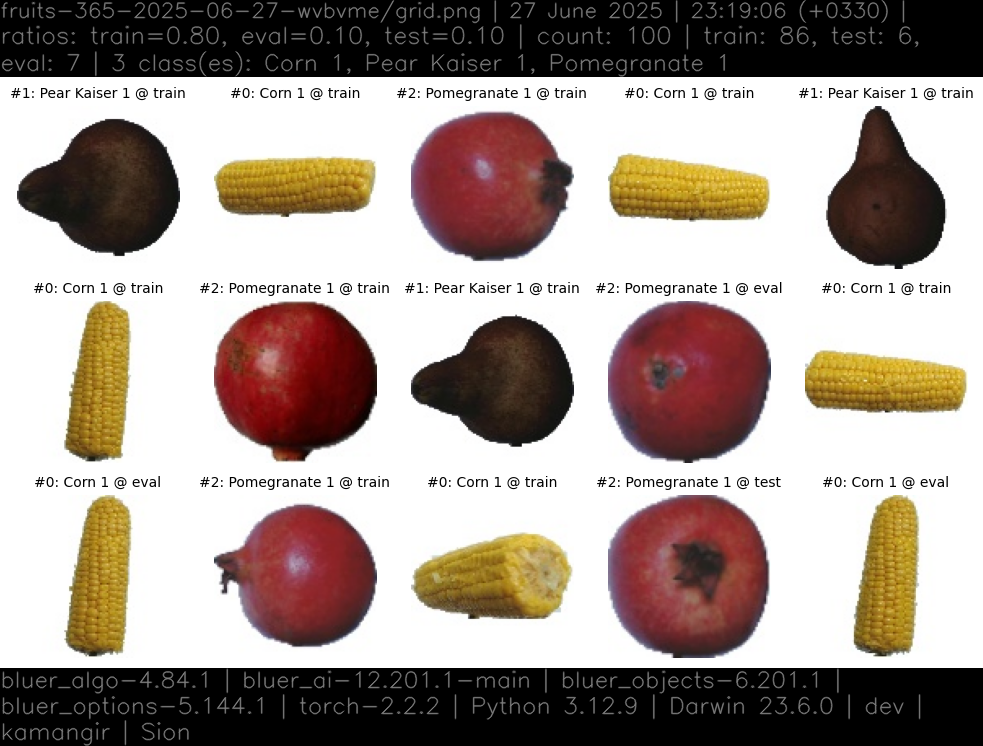 fruits-365-2025-06-27-wvbvme/grid.png | 27 June 2025 | 23:19:06 (+0330) |
ratios: train=0.80, eval=0.10, test=0.10 | count: 100 | train: 86, test: 6,
eval: 7 | 3 class(es): Corn 1, Pear Kaiser 1, Pomegranate 1
#1: Pear Kaiser 1 @ train
#0: Corn 1 @ train
#2: Pomegranate 1 @ train
#0: Corn 1 @ train
#1: Pear Kaiser 1 @ train
#0: Corn 1 @ train
#2: Pomegranate 1 @ train
#1: Pear Kaiser 1 @ train
#2: Pomegranate 1 @ eval
#0: Corn 1 @ train
#0: Corn 1 @ eval
#2: Pomegranate 1 @ train
#0: Corn 1 @ train
#2: Pomegranate 1 @ test
#0: Corn 1 @ eval
bluer_algo-4.84.1 | bluer_ai-12.201.1-main | bluer_objects-6.201.1 |
bluer_options-5.144.1 | torch-2.2.2 | Python 3.12.9 | Darwin 23.6.0 | dev |
kamangir | Sion